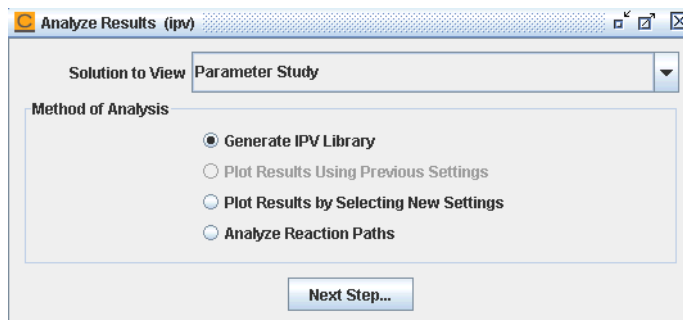 C Analyze Results (ipv)
Solution to View Parameter Study
Method of Analysis
Generate IPV Library
Plot Results Using Previous Settings
Plot Results by Selecting New Settings
Analyze Reaction Paths
Next Step...